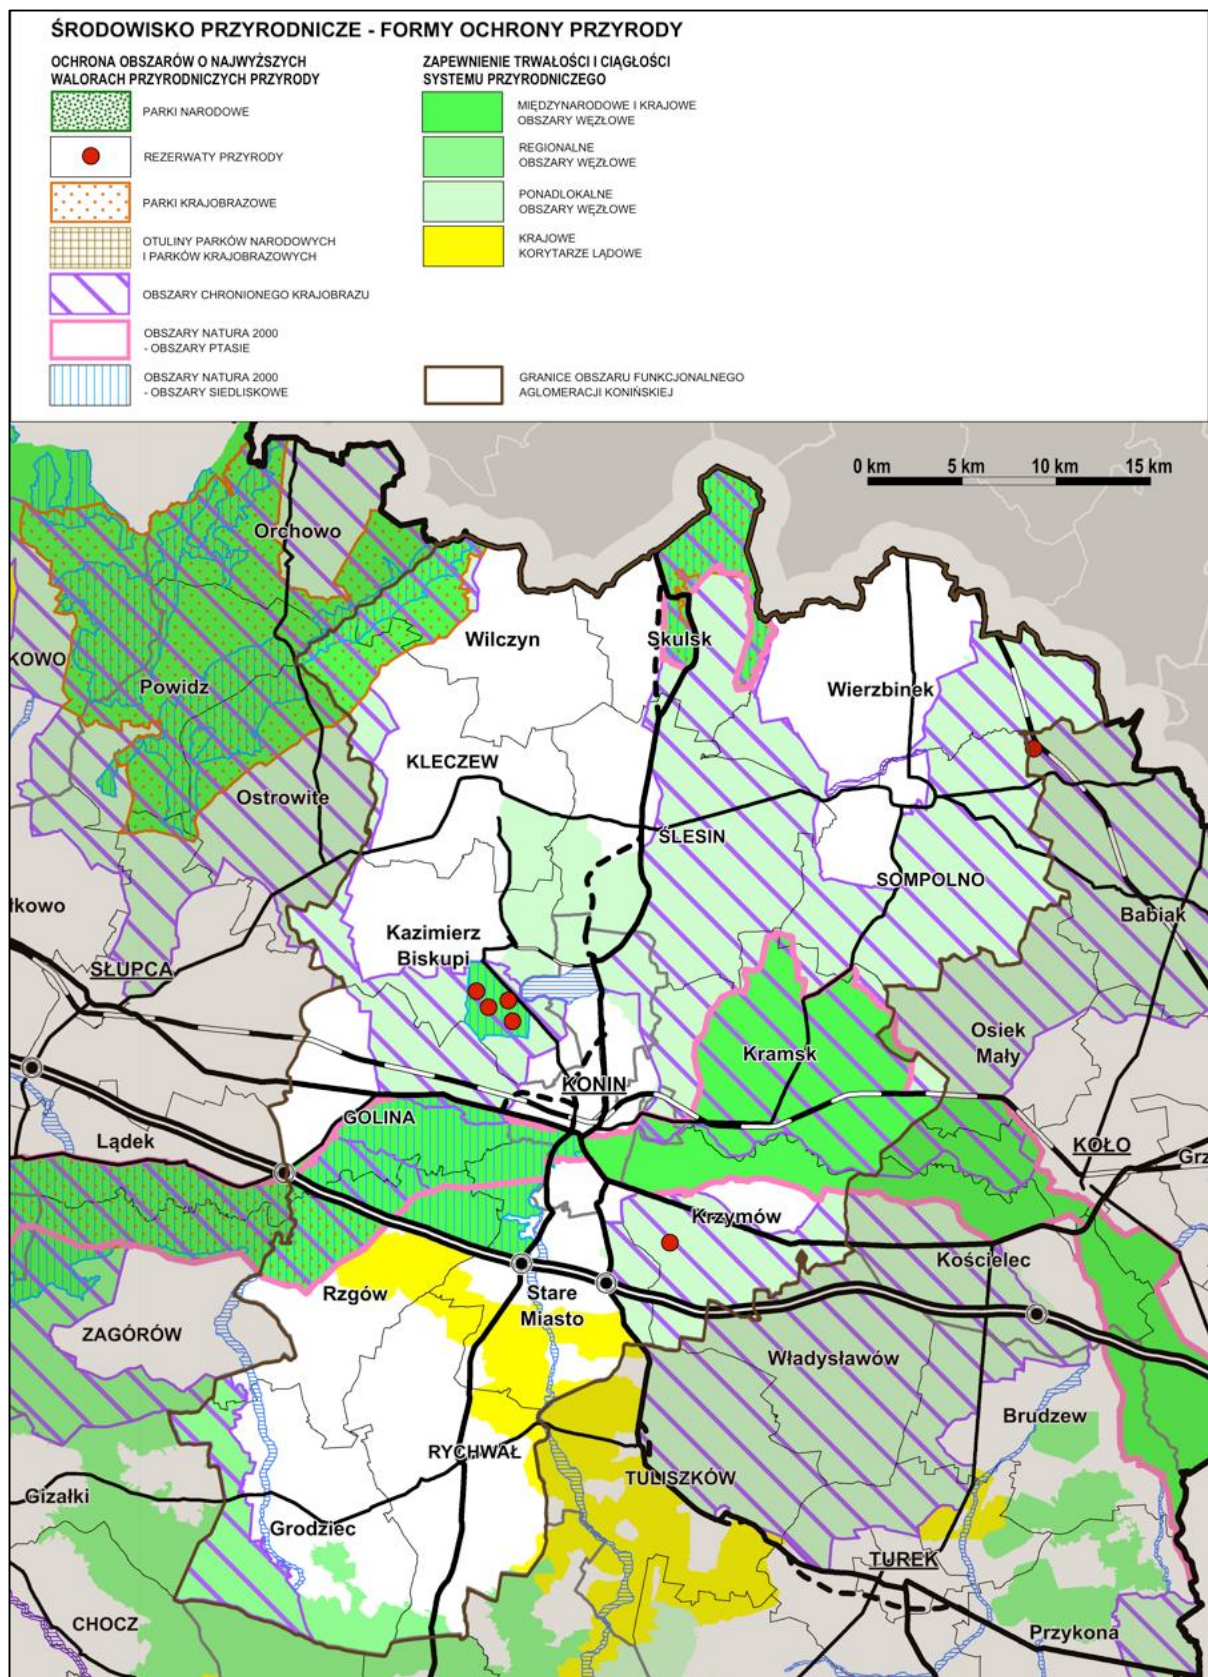 ŚRODOWISKO PRZYRODNICZE - FORMY OCHRONY PRZYRODY
OCHRONA OBSZARÓW O NAJWYŻSZYCH
WALORACH PRZYRODNICZYCH PRZYRODY
PARKI NARODOWE
REZERWATY PRZYRODY
PARKI KRAJOBRAZOWE
OTULINY PARKÓW NARODOWYCH
I PARKÓW KRAJOBRAZOWYCH
OBSZARY CHRONIONEGO KRAJOBRAZU
OBSZARY NATURA 2000
- OBSZARY PTASIE
OBSZARY NATURA 2000
- OBSZARY SIEDLISKOWE
ZAPEWNIENIE TRWAŁOŚCI I CIĄGŁOŚCI
SYSTEMU PRZYRODNICZEGO
MIĘDZYNARODOWE I KRAJOWE
OBSZARY WĘZŁOWE
REGIONALNE
OBSZARY WĘZŁOWE
PONADLOKALNE
OBSZARY WĘZŁOWE
KRAJOWE
KORYTARZE LĄDOWE
GRANICE OBSZARU FUNKCJONALNEGO
AGLOMERACJI KONIŃSKIEJ
0 km 5 km 10 km 15 km
Orchowo
Wilczyn
Skulsk
KOWO
Powidz
Wierzbinek
KLECZEW
Ostrowite
ŚLESIN
SOMPOLNO
łkowo
Babiak
Kazimierz
Biskupi
SŁUPCA
Osiek
Mały
Kramsk
KONIN
GOLINA
Lądek
KOŁO
Grz
Krzymów
Kościelec
Rzgów
Stare
Miasto
ZAGÓRÓW
Władysławów
Brudzew
RYCHWAŁ
TULISZKÓW
Gizałki
Grodziec
TUREK
CHOCZ
Przykona